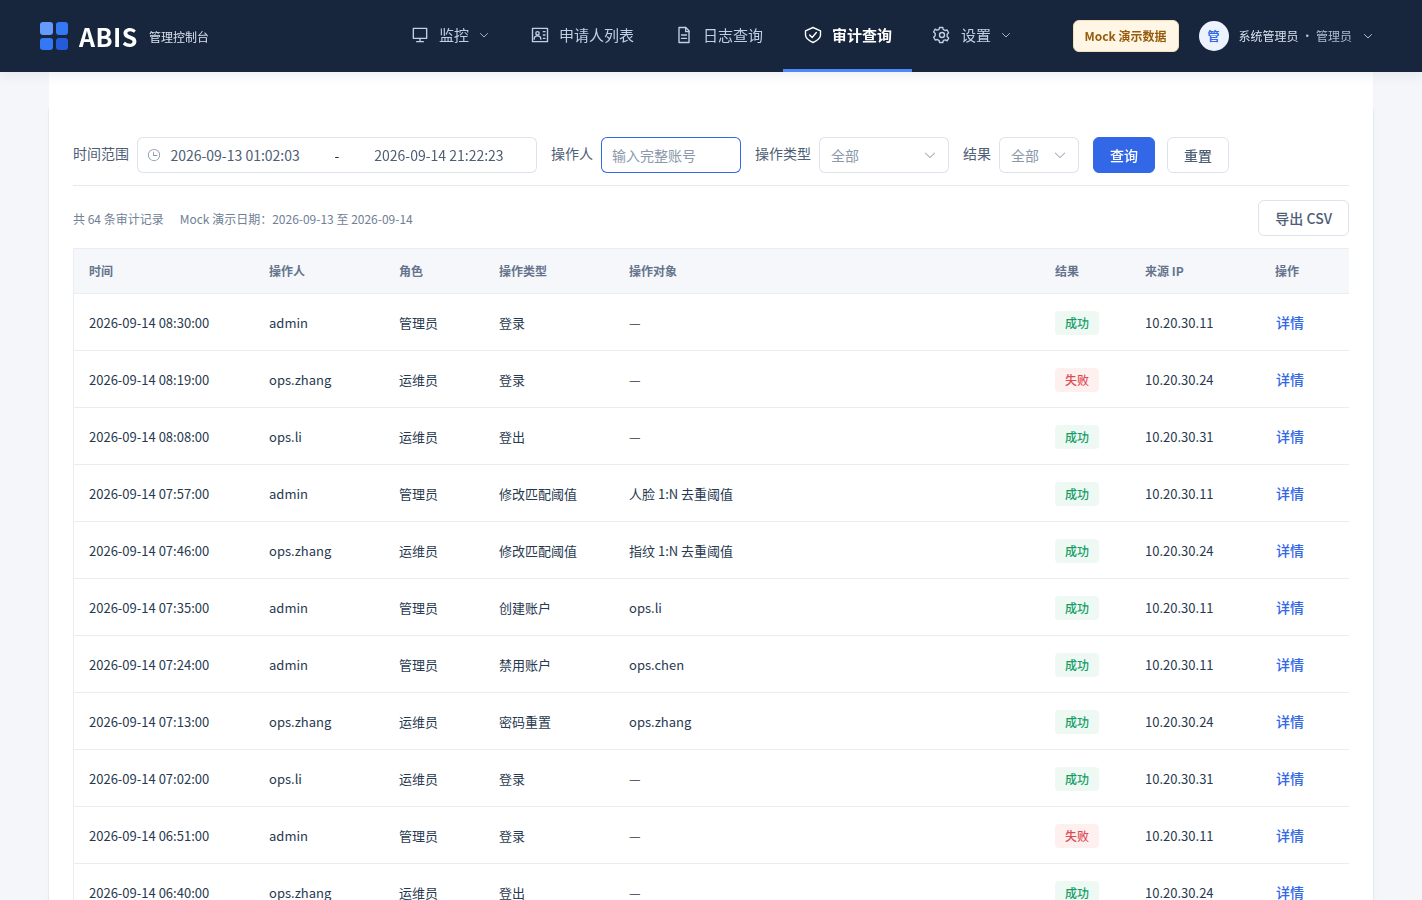 ABIS 管理控制台 监控 申请人列表 日志查询 审计查询 设置 Mock 演示数据 管 系统管理员 · 管理员
时间范围 2026-09-13 01:02:03 - 2026-09-14 21:22:23 操作人 输入完整账号 操作类型 全部 结果 全部 查询 重置
共 64 条审计记录 Mock 演示日期：2026-09-13 至 2026-09-14 导出 CSV
时间 操作人 角色 操作类型 操作对象 结果 来源 IP 操作
2026-09-14 08:30:00 admin 管理员 登录 — 成功 10.20.30.11 详情
2026-09-14 08:19:00 ops.zhang 运维员 登录 — 失败 10.20.30.24 详情
2026-09-14 08:08:00 ops.li 运维员 登出 — 成功 10.20.30.31 详情
2026-09-14 07:57:00 admin 管理员 修改匹配阈值 人脸 1:N 去重阈值 成功 10.20.30.11 详情
2026-09-14 07:46:00 ops.zhang 运维员 修改匹配阈值 指纹 1:N 去重阈值 成功 10.20.30.24 详情
2026-09-14 07:35:00 admin 管理员 创建账户 ops.li 成功 10.20.30.11 详情
2026-09-14 07:24:00 admin 管理员 禁用账户 ops.chen 成功 10.20.30.11 详情
2026-09-14 07:13:00 ops.zhang 运维员 密码重置 ops.zhang 成功 10.20.30.24 详情
2026-09-14 07:02:00 ops.li 运维员 登录 — 成功 10.20.30.31 详情
2026-09-14 06:51:00 admin 管理员 登录 — 失败 10.20.30.11 详情
2026-09-14 06:40:00 ops.zhang 运维员 登出 — 成功 10.20.30.24 详情